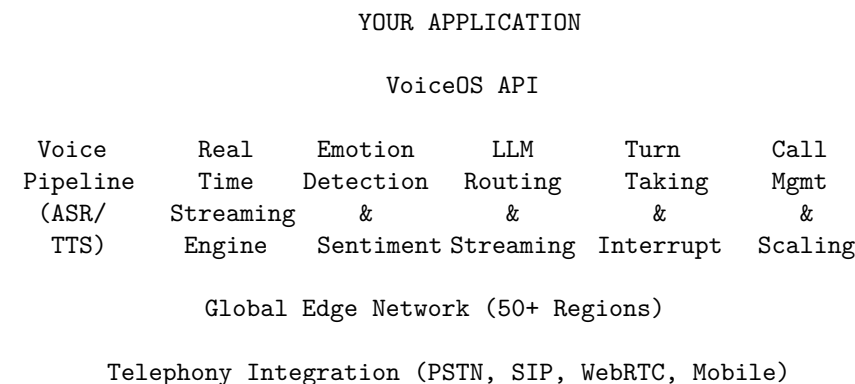 YOUR APPLICATION
VoiceOS API
Voice Real Emotion LLM Turn Call
Pipeline Time Detection Routing Taking Mgmt
(ASR/ Streaming & & & &
TTS) Engine Sentiment Streaming Interrupt Scaling
Global Edge Network (50+ Regions)
Telephony Integration (PSTN, SIP, WebRTC, Mobile)